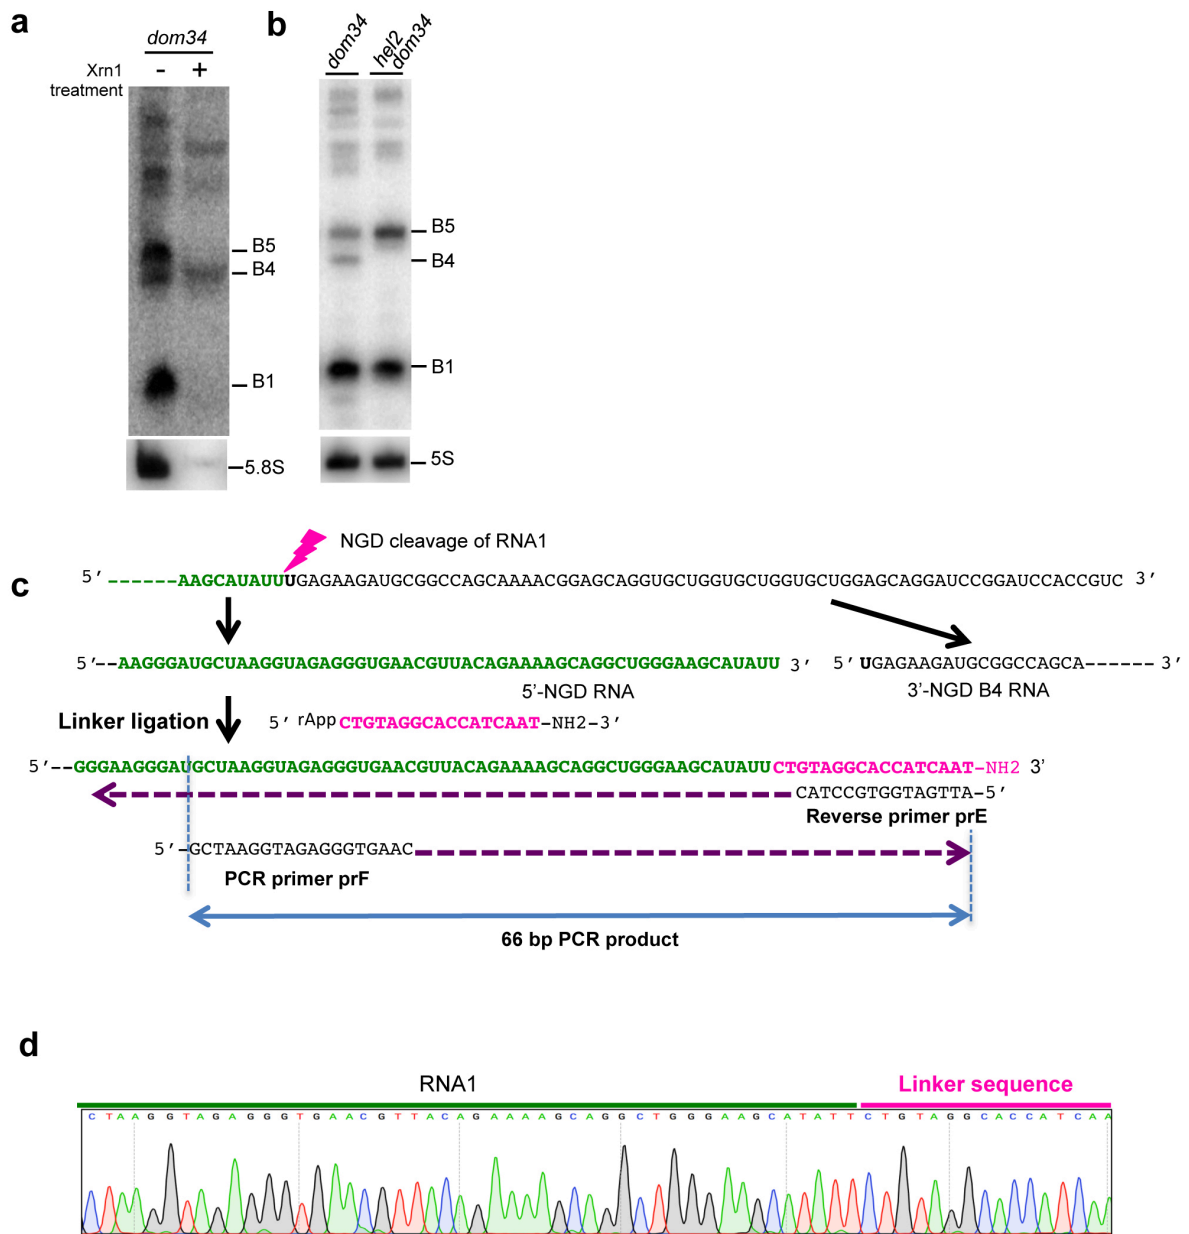 a
dom34
Xrn1
treatment
- +
B5
B4
B1
5.8S
b
dom34
hel2
dom34
B5
B4
B1
5S
c
NGD cleavage of RNA1
5’ ------AAGCAUAUUUGAGAAGAUGCGGCCAGCAAAACGGAGCAGGUGCUGGUGCUGGUGCUGGAGCAGGAUCCGGAUCCACCGUC 3’
5’--AAGGGAUGCUAAGGUAGAGGGUGAACGUUACAGAAAAGCAGGCUGGGAAGCAUAUU 3’
5’ UGAGAAGAUGCGGCCAGCA------ 3’
5’-NGD RNA
3’-NGD B4 RNA
Linker ligation
5’ rApp CTGTAGGCACCATCAAT-NH2-3’
5’--GGGAAGGGAUGCUAAGGUAGAGGGUGAACGUUACAGAAAAGCAGGCUGGGAAGCAUAUUCTGTAGGCACCATCAAT-NH2 3’
CATCCGTGGTAGTTA-5’
Reverse primer prE
5’-GCTAAGGTAGAGGGTGAAC
PCR primer prF
66 bp PCR product
d
RNA1
Linker sequence
C T A A G G T A G A G G G T G A A C G T T A C A G A A A A G C A G G C T G G G A A G C A T A T T C T G T A G G C A C C A T C A A